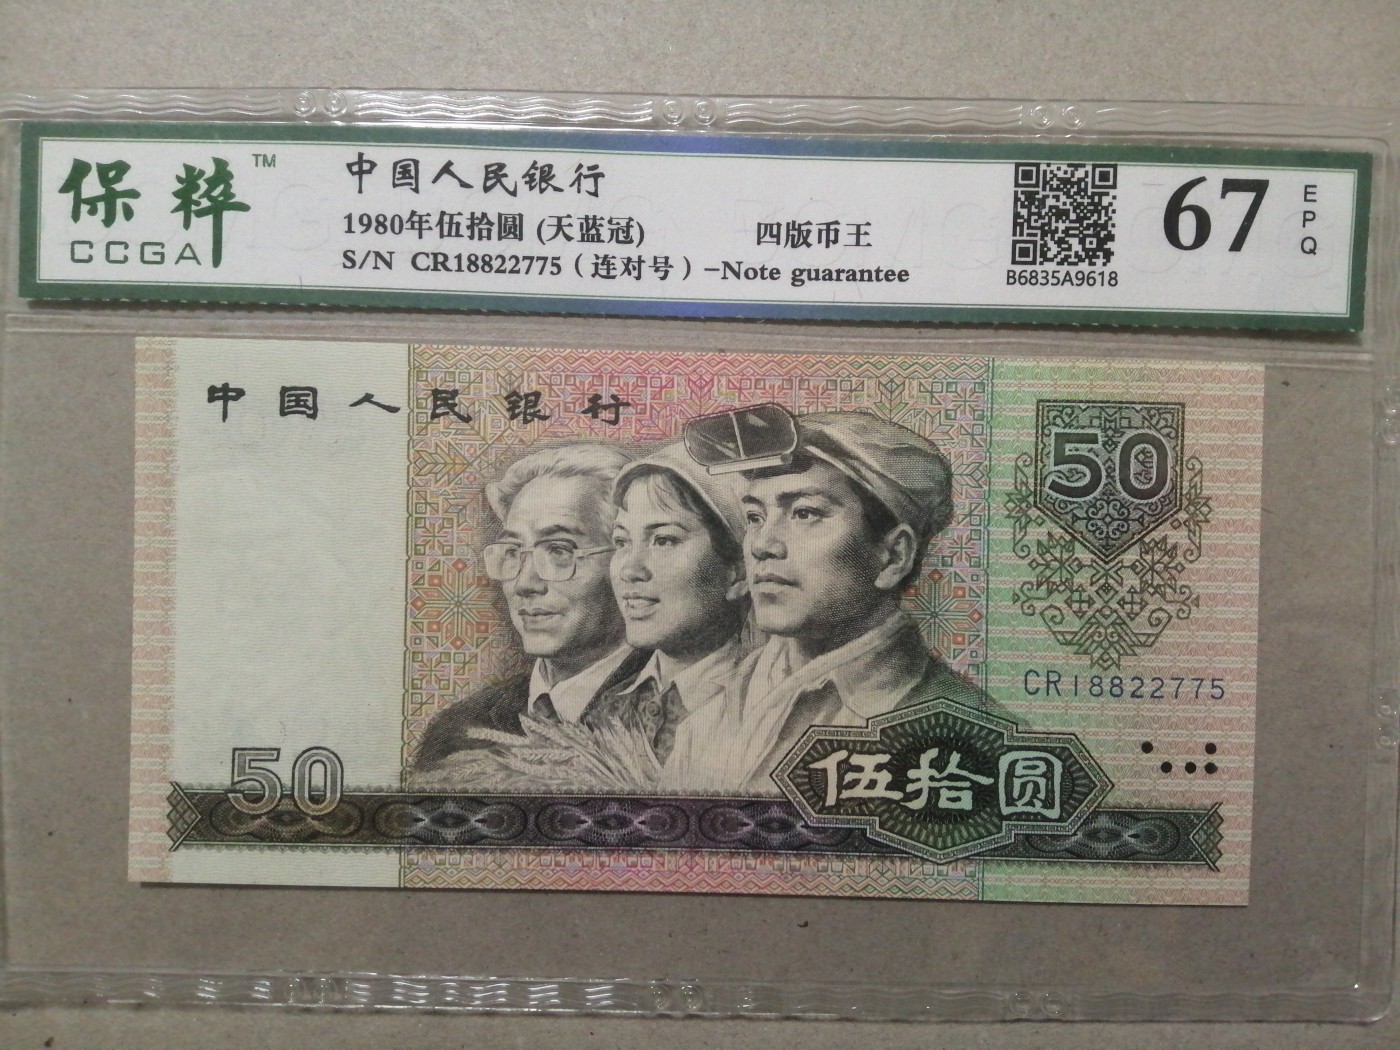 保粹™
CCGA
中国人民银行
1980年伍拾圆 (天蓝冠) 四版币王
S/N CR18822775 (连对号) -Note guarantee
B6835A9618
67
EPQ
中国人民银行
50
CR18822775
50
伍拾圆